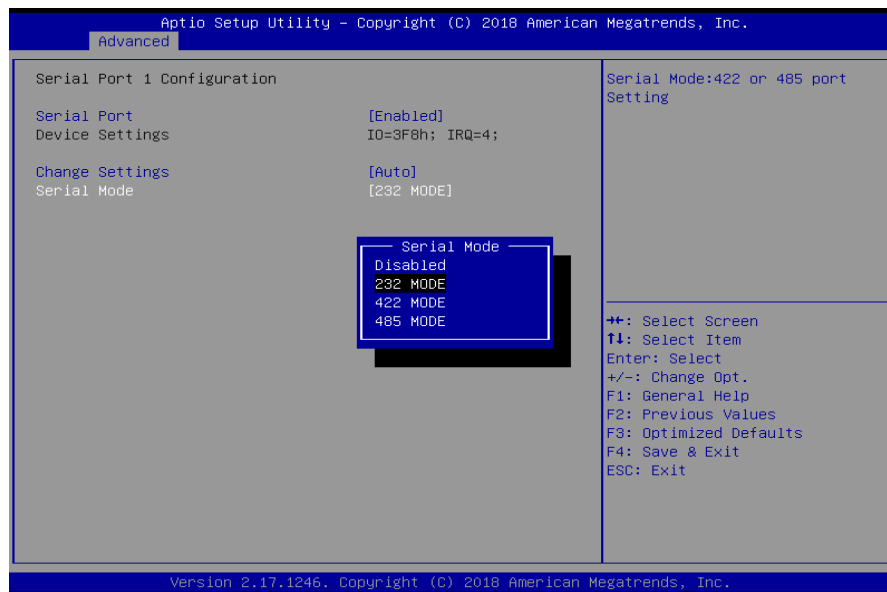 Aptio Setup Utility – Copyright (C) 2018 American Megatrends, Inc.
Advanced
Serial Port 1 Configuration
Serial Port [Enabled]
Device Settings IO=3F8h; IRQ=4;
Change Settings [Auto]
Serial Mode [232 MODE]
Serial Mode
Disabled
232 MODE
422 MODE
485 MODE
Serial Mode:422 or 485 port
Setting
→←: Select Screen
↑↓: Select Item
Enter: Select
+/-: Change Opt.
F1: General Help
F2: Previous Values
F3: Optimized Defaults
F4: Save & Exit
ESC: Exit
Version 2.17.1246. Copyright (C) 2018 American Megatrends, Inc.